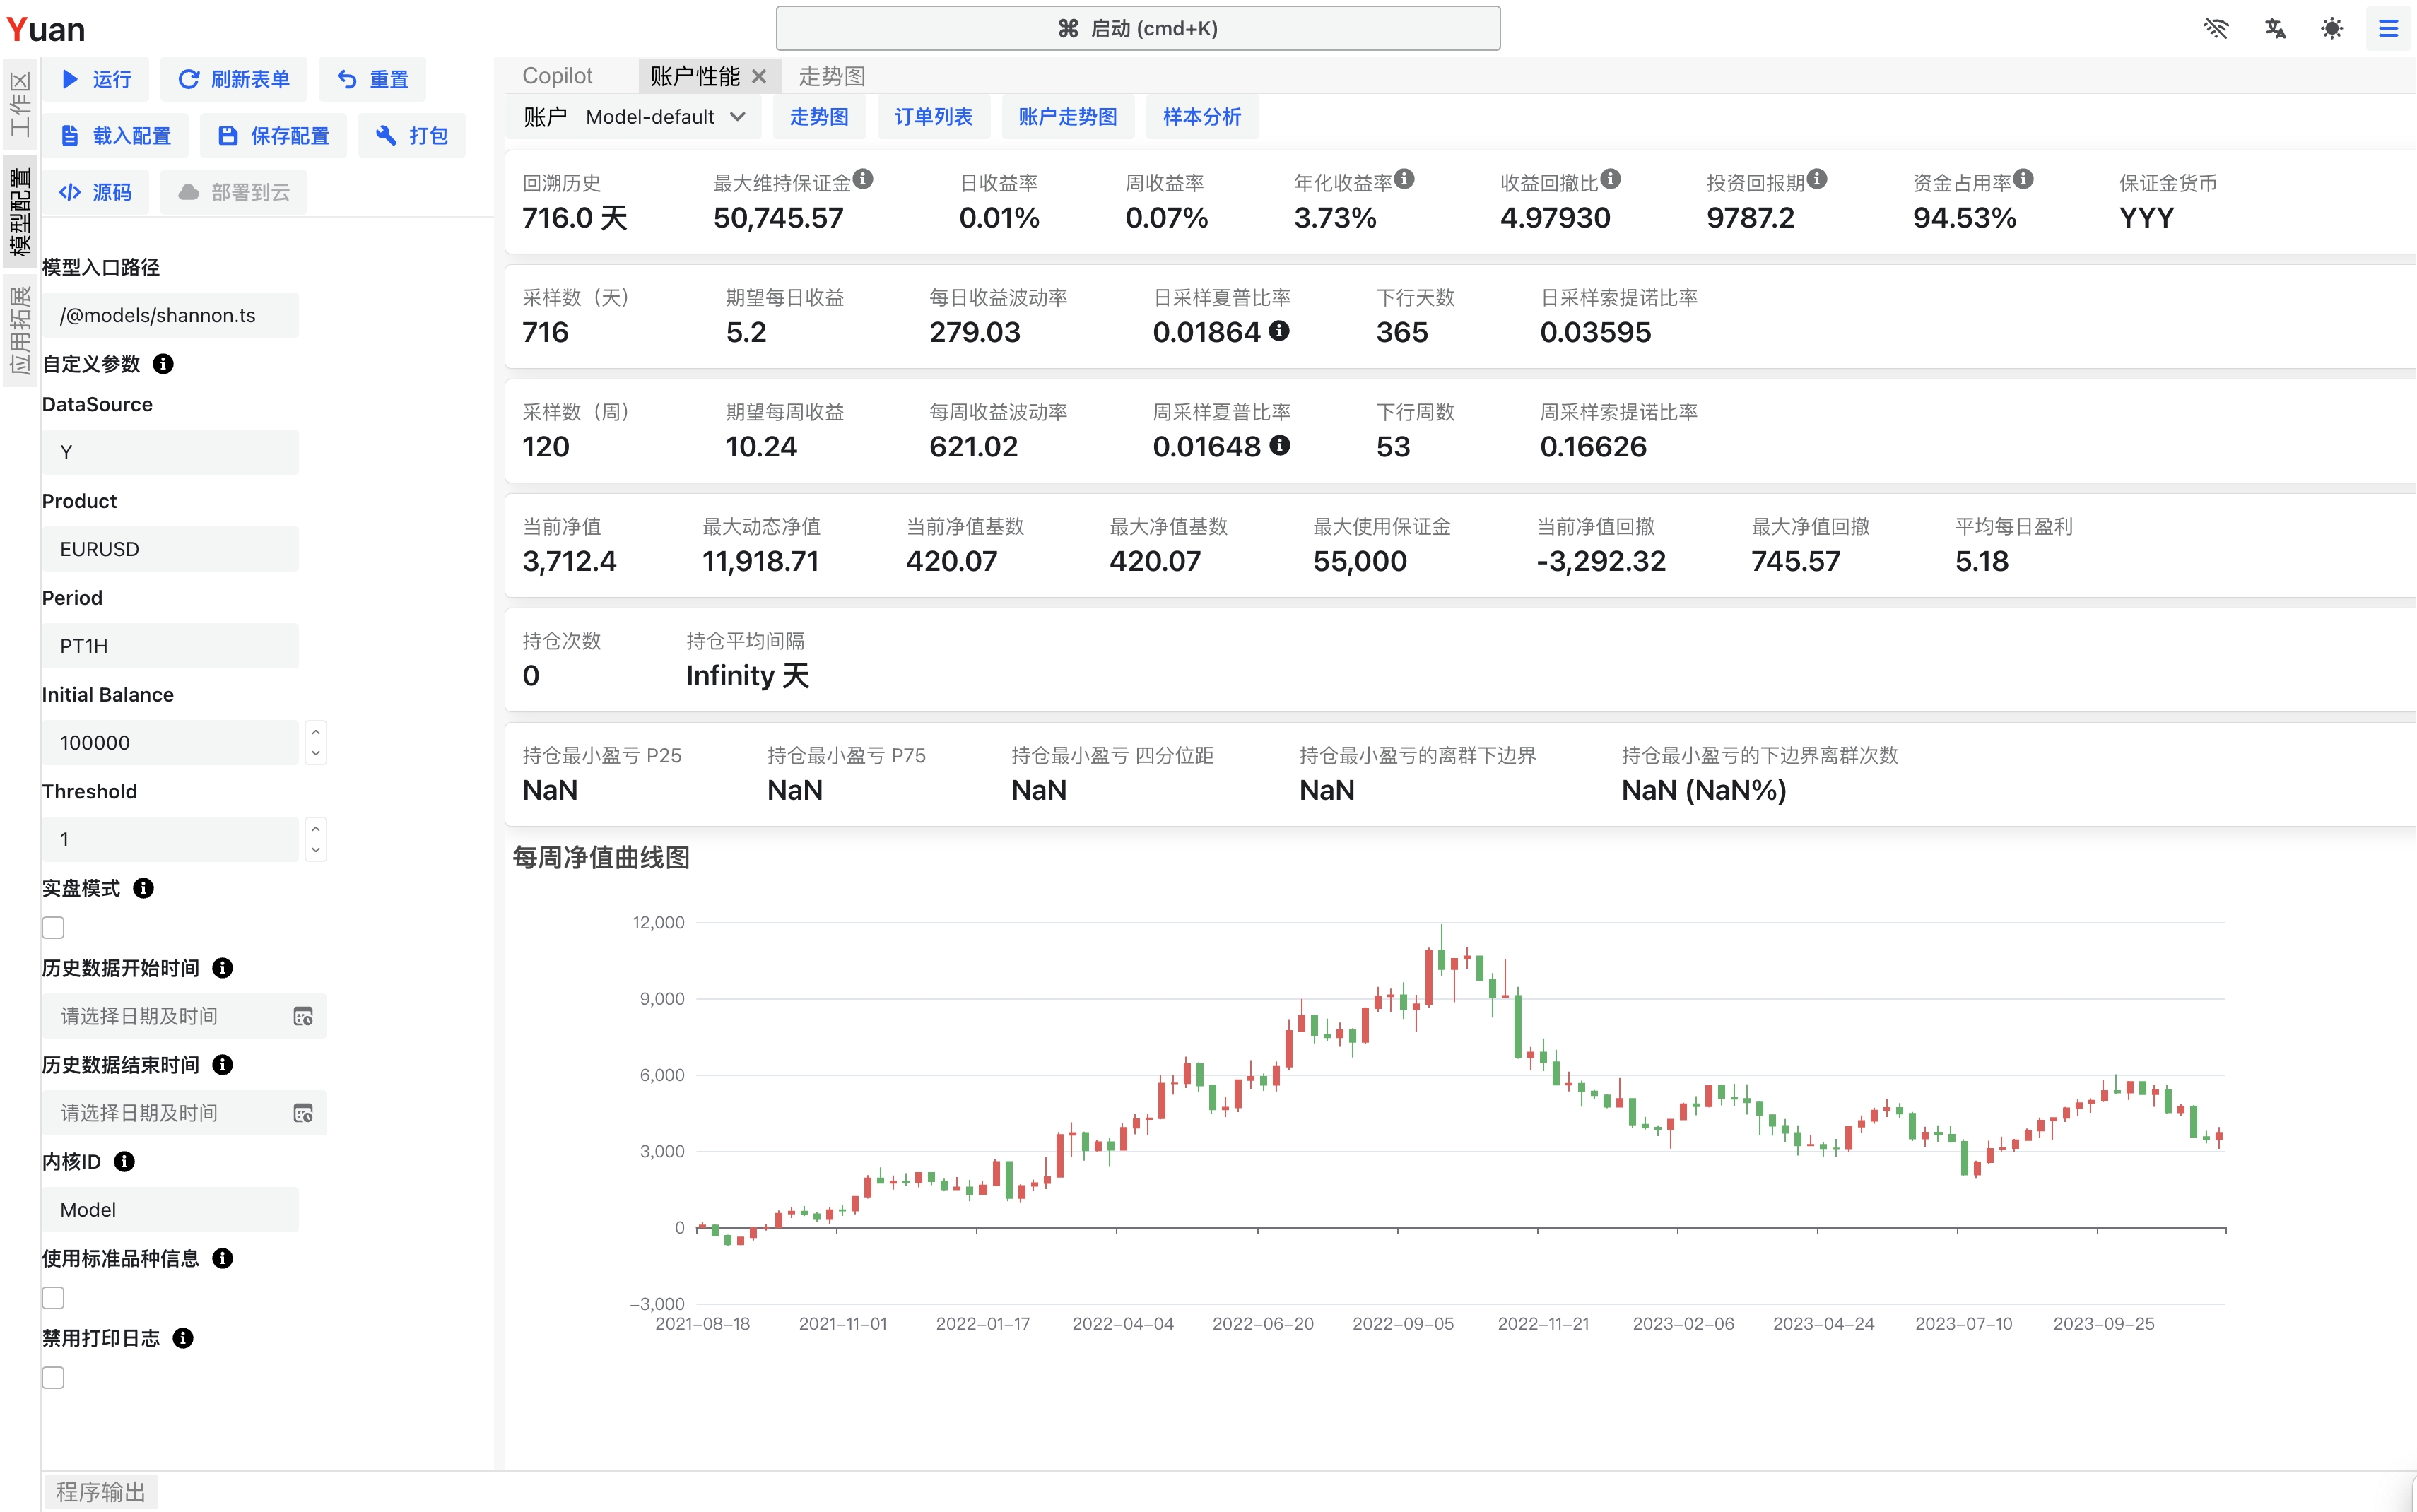 Yuan
启动 (cmd+K)
工作区
模型配置
应用拓展
运行
刷新表单
重置
载入配置
保存配置
打包
源码
部署到云
模型入口路径
/@models/shannon.ts
自定义参数
DataSource
Y
Product
EURUSD
Period
PT1H
Initial Balance
100000
Threshold
1
实盘模式
历史数据开始时间
请选择日期及时间
历史数据结束时间
请选择日期及时间
内核ID
Model
使用标准品种信息
禁用打印日志
Copilot 账户性能 走势图
账户 Model-default 走势图 订单列表 账户走势图 样本分析
回溯历史 最大维持保证金 日收益率 周收益率 年化收益率 收益回撤比 投资回报期 资金占用率 保证金货币
716.0 天 50,745.57 0.01% 0.07% 3.73% 4.97930 9787.2 94.53% YYY
采样数（天） 期望每日收益 每日收益波动率 日采样夏普比率 下行天数 日采样索提诺比率
716 5.2 279.03 0.01864 365 0.03595
采样数（周） 期望每周收益 每周收益波动率 周采样夏普比率 下行周数 周采样索提诺比率
120 10.24 621.02 0.01648 53 0.16626
当前净值 最大动态净值 当前净值基数 最大净值基数 最大使用保证金 当前净值回撤 最大净值回撤 平均每日盈利
3,712.4 11,918.71 420.07 420.07 55,000 -3,292.32 745.57 5.18
持仓次数 持仓平均间隔
0 Infinity 天
持仓最小盈亏 P25 持仓最小盈亏 P75 持仓最小盈亏 四分位距 持仓最小盈亏的离群下边界 持仓最小盈亏的下边界离群次数
NaN NaN NaN NaN NaN (NaN%)
每周净值曲线图
12,000
9,000
6,000
3,000
0
-3,000
2021-08-18 2021-11-01 2022-01-17 2022-04-04 2022-06-20 2022-09-05 2022-11-21 2023-02-06 2023-04-24 2023-07-10 2023-09-25
程序输出